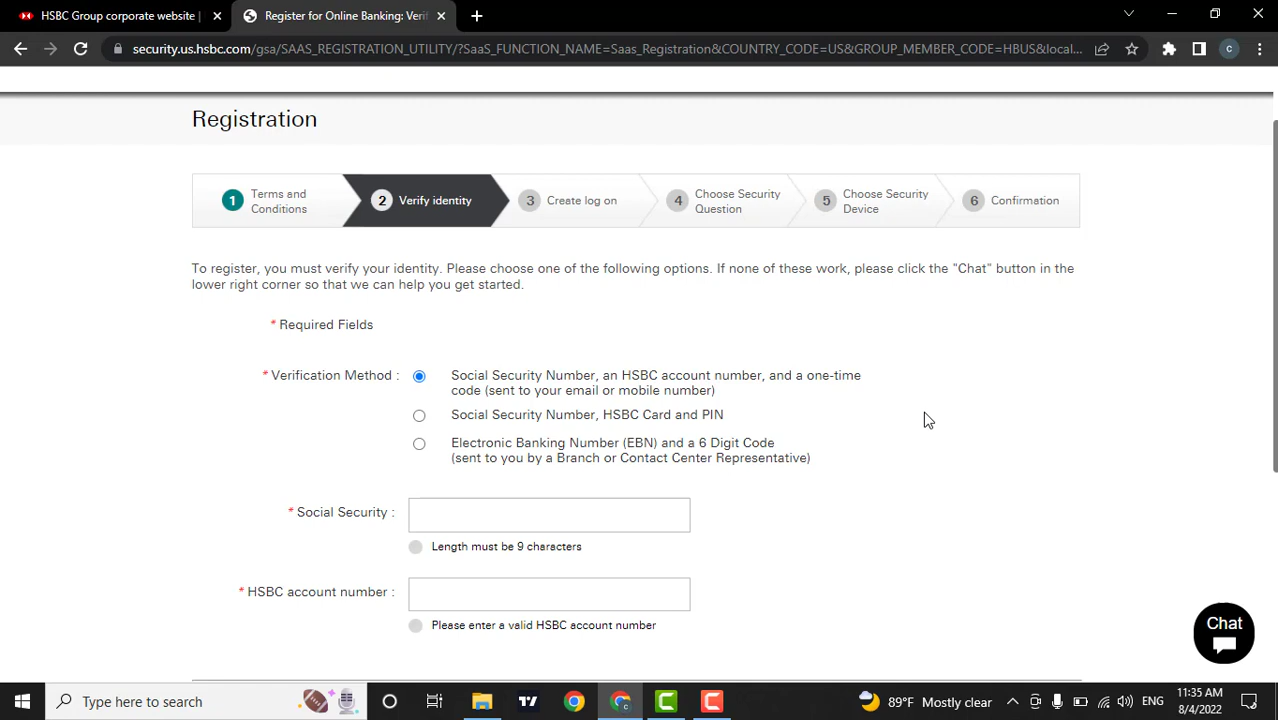 HSBC Group corporate website |
Register for Online Banking: Veri
security.us.hsbc.com/gsa/SAAS_REGISTRATION_UTILITY/?SaaS_FUNCTION_NAME=Saas_Registration&COUNTRY_CODE=US&GROUP_MEMBER_CODE=HBUS&local...
C
Registration
1 Terms and Conditions
2 Verify identity
3 Create log on
4 Choose Security Question
5 Choose Security Device
6 Confirmation
To register, you must verify your identity. Please choose one of the following options. If none of these work, please click the "Chat" button in the
lower right corner so that we can help you get started.
* Required Fields
* Verification Method :
Social Security Number, an HSBC account number, and a one-time
code (sent to your email or mobile number)
Social Security Number, HSBC Card and PIN
Electronic Banking Number (EBN) and a 6 Digit Code
(sent to you by a Branch or Contact Center Representative)
* Social Security :
Length must be 9 characters
* HSBC account number :
Please enter a valid HSBC account number
Chat
Type here to search
89°F Mostly clear
ENG
11:35 AM
8/4/2022